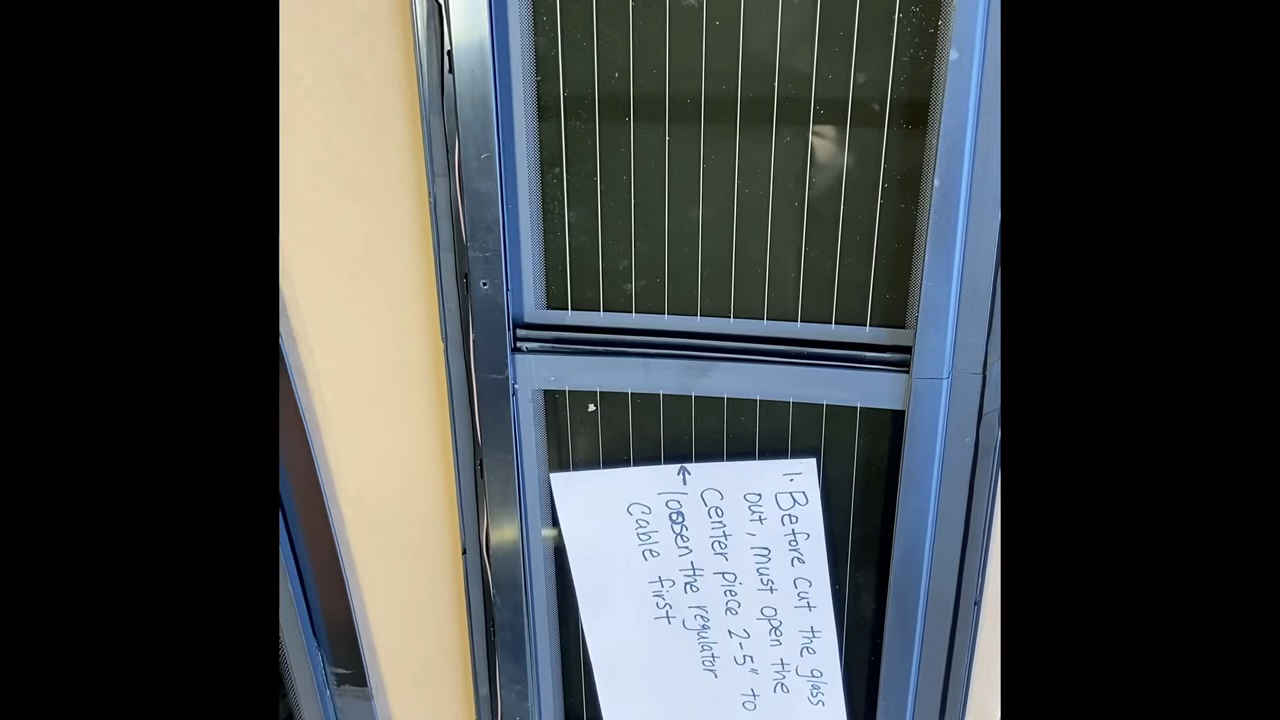 1. Before cut the glass
out, must open the
center piece 2-5" to
← loosen the regulator
cable first